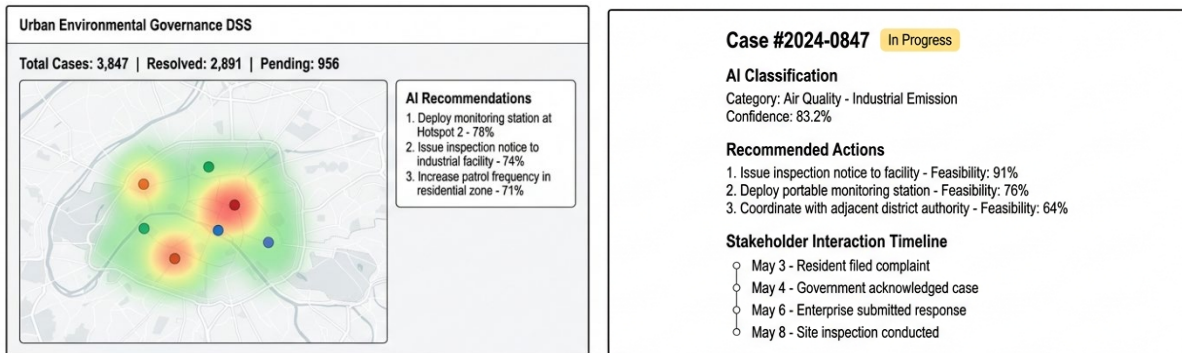 Urban Environmental Governance DSS
Total Cases: 3,847 | Resolved: 2,891 | Pending: 956
AI Recommendations
1. Deploy monitoring station at
Hotspot 2 - 78%
2. Issue inspection notice to
industrial facility - 74%
3. Increase patrol frequency in
residential zone - 71%
Case #2024-0847 In Progress
AI Classification
Category: Air Quality - Industrial Emission
Confidence: 83.2%
Recommended Actions
1. Issue inspection notice to facility - Feasibility: 91%
2. Deploy portable monitoring station - Feasibility: 76%
3. Coordinate with adjacent district authority - Feasibility: 64%
Stakeholder Interaction Timeline
May 3 - Resident filed complaint
May 4 - Government acknowledged case
May 6 - Enterprise submitted response
May 8 - Site inspection conducted